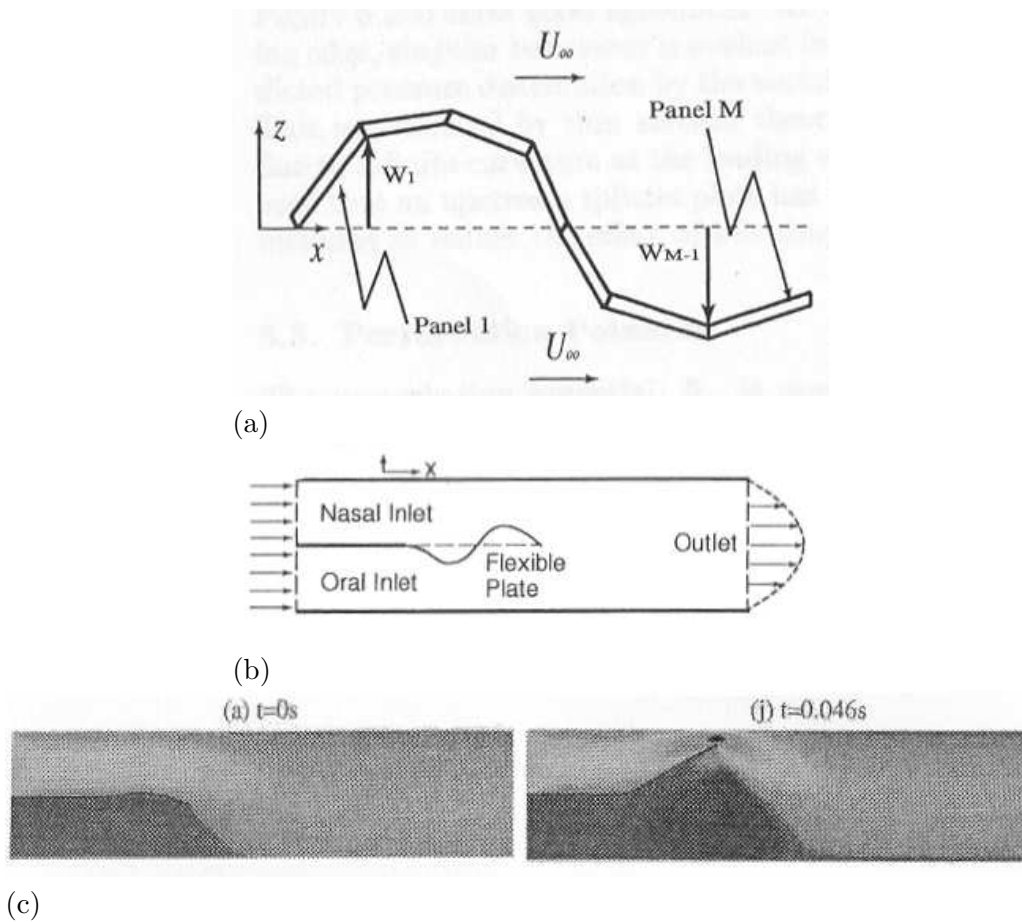 U∞
Panel M
z
W1
x
WM-1
Panel 1
U∞
(a)
x
Nasal Inlet
Outlet
Flexible
Plate
Oral Inlet
(b)
(a) t=0s
(j) t=0.046s
(c)